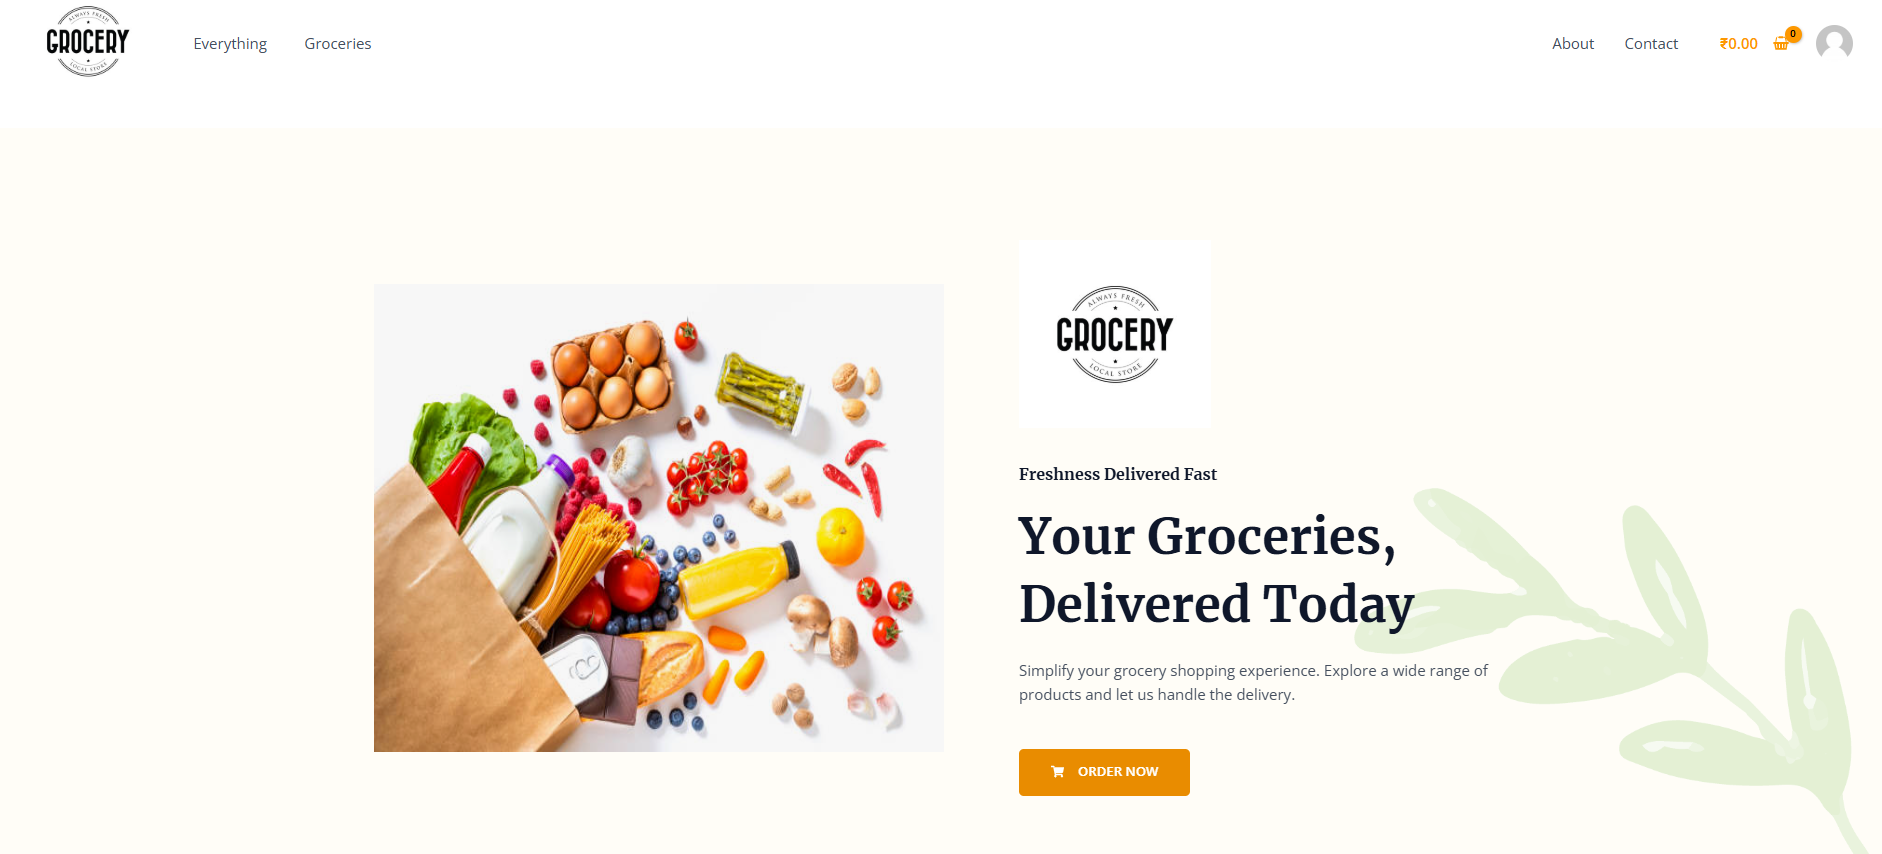 ALWAYS FRESH
GROCERY
LOCAL STORE
Everything
Groceries
About
Contact
₹0.00
0
ALWAYS FRESH
GROCERY
LOCAL STORE
Freshness Delivered Fast
Your Groceries,
Delivered Today
Simplify your grocery shopping experience. Explore a wide range of
products and let us handle the delivery.
ORDER NOW